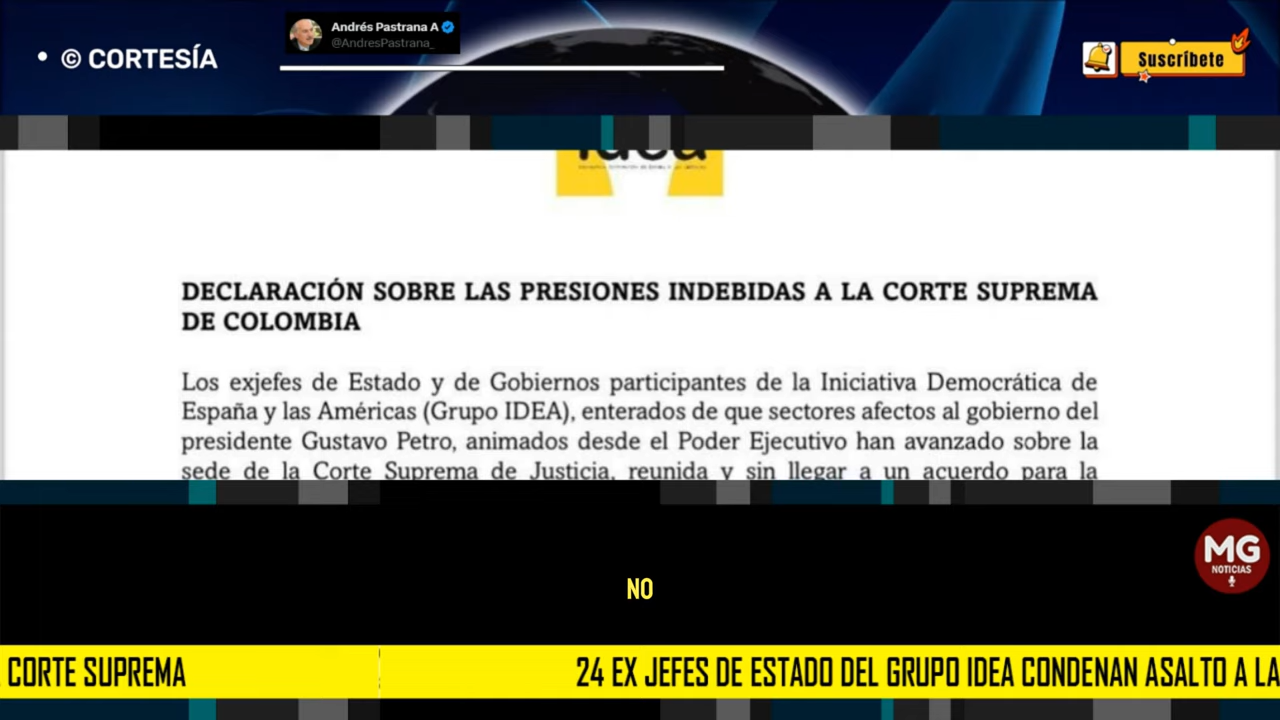 Andrés Pastrana A
@AndresPastrana_
• © CORTESÍA
Suscríbete
idea
DECLARACIÓN SOBRE LAS PRESIONES INDEBIDAS A LA CORTE SUPREMA
DE COLOMBIA
Los exjefes de Estado y de Gobiernos participantes de la Iniciativa Democrática de
España y las Américas (Grupo IDEA), enterados de que sectores afectos al gobierno del
presidente Gustavo Petro, animados desde el Poder Ejecutivo han avanzado sobre la
sede de la Corte Suprema de Justicia, reunida y sin llegar a un acuerdo para la
MG
NOTICIAS
NO
CORTE SUPREMA
24 EX JEFES DE ESTADO DEL GRUPO IDEA CONDENAN ASALTO A LA